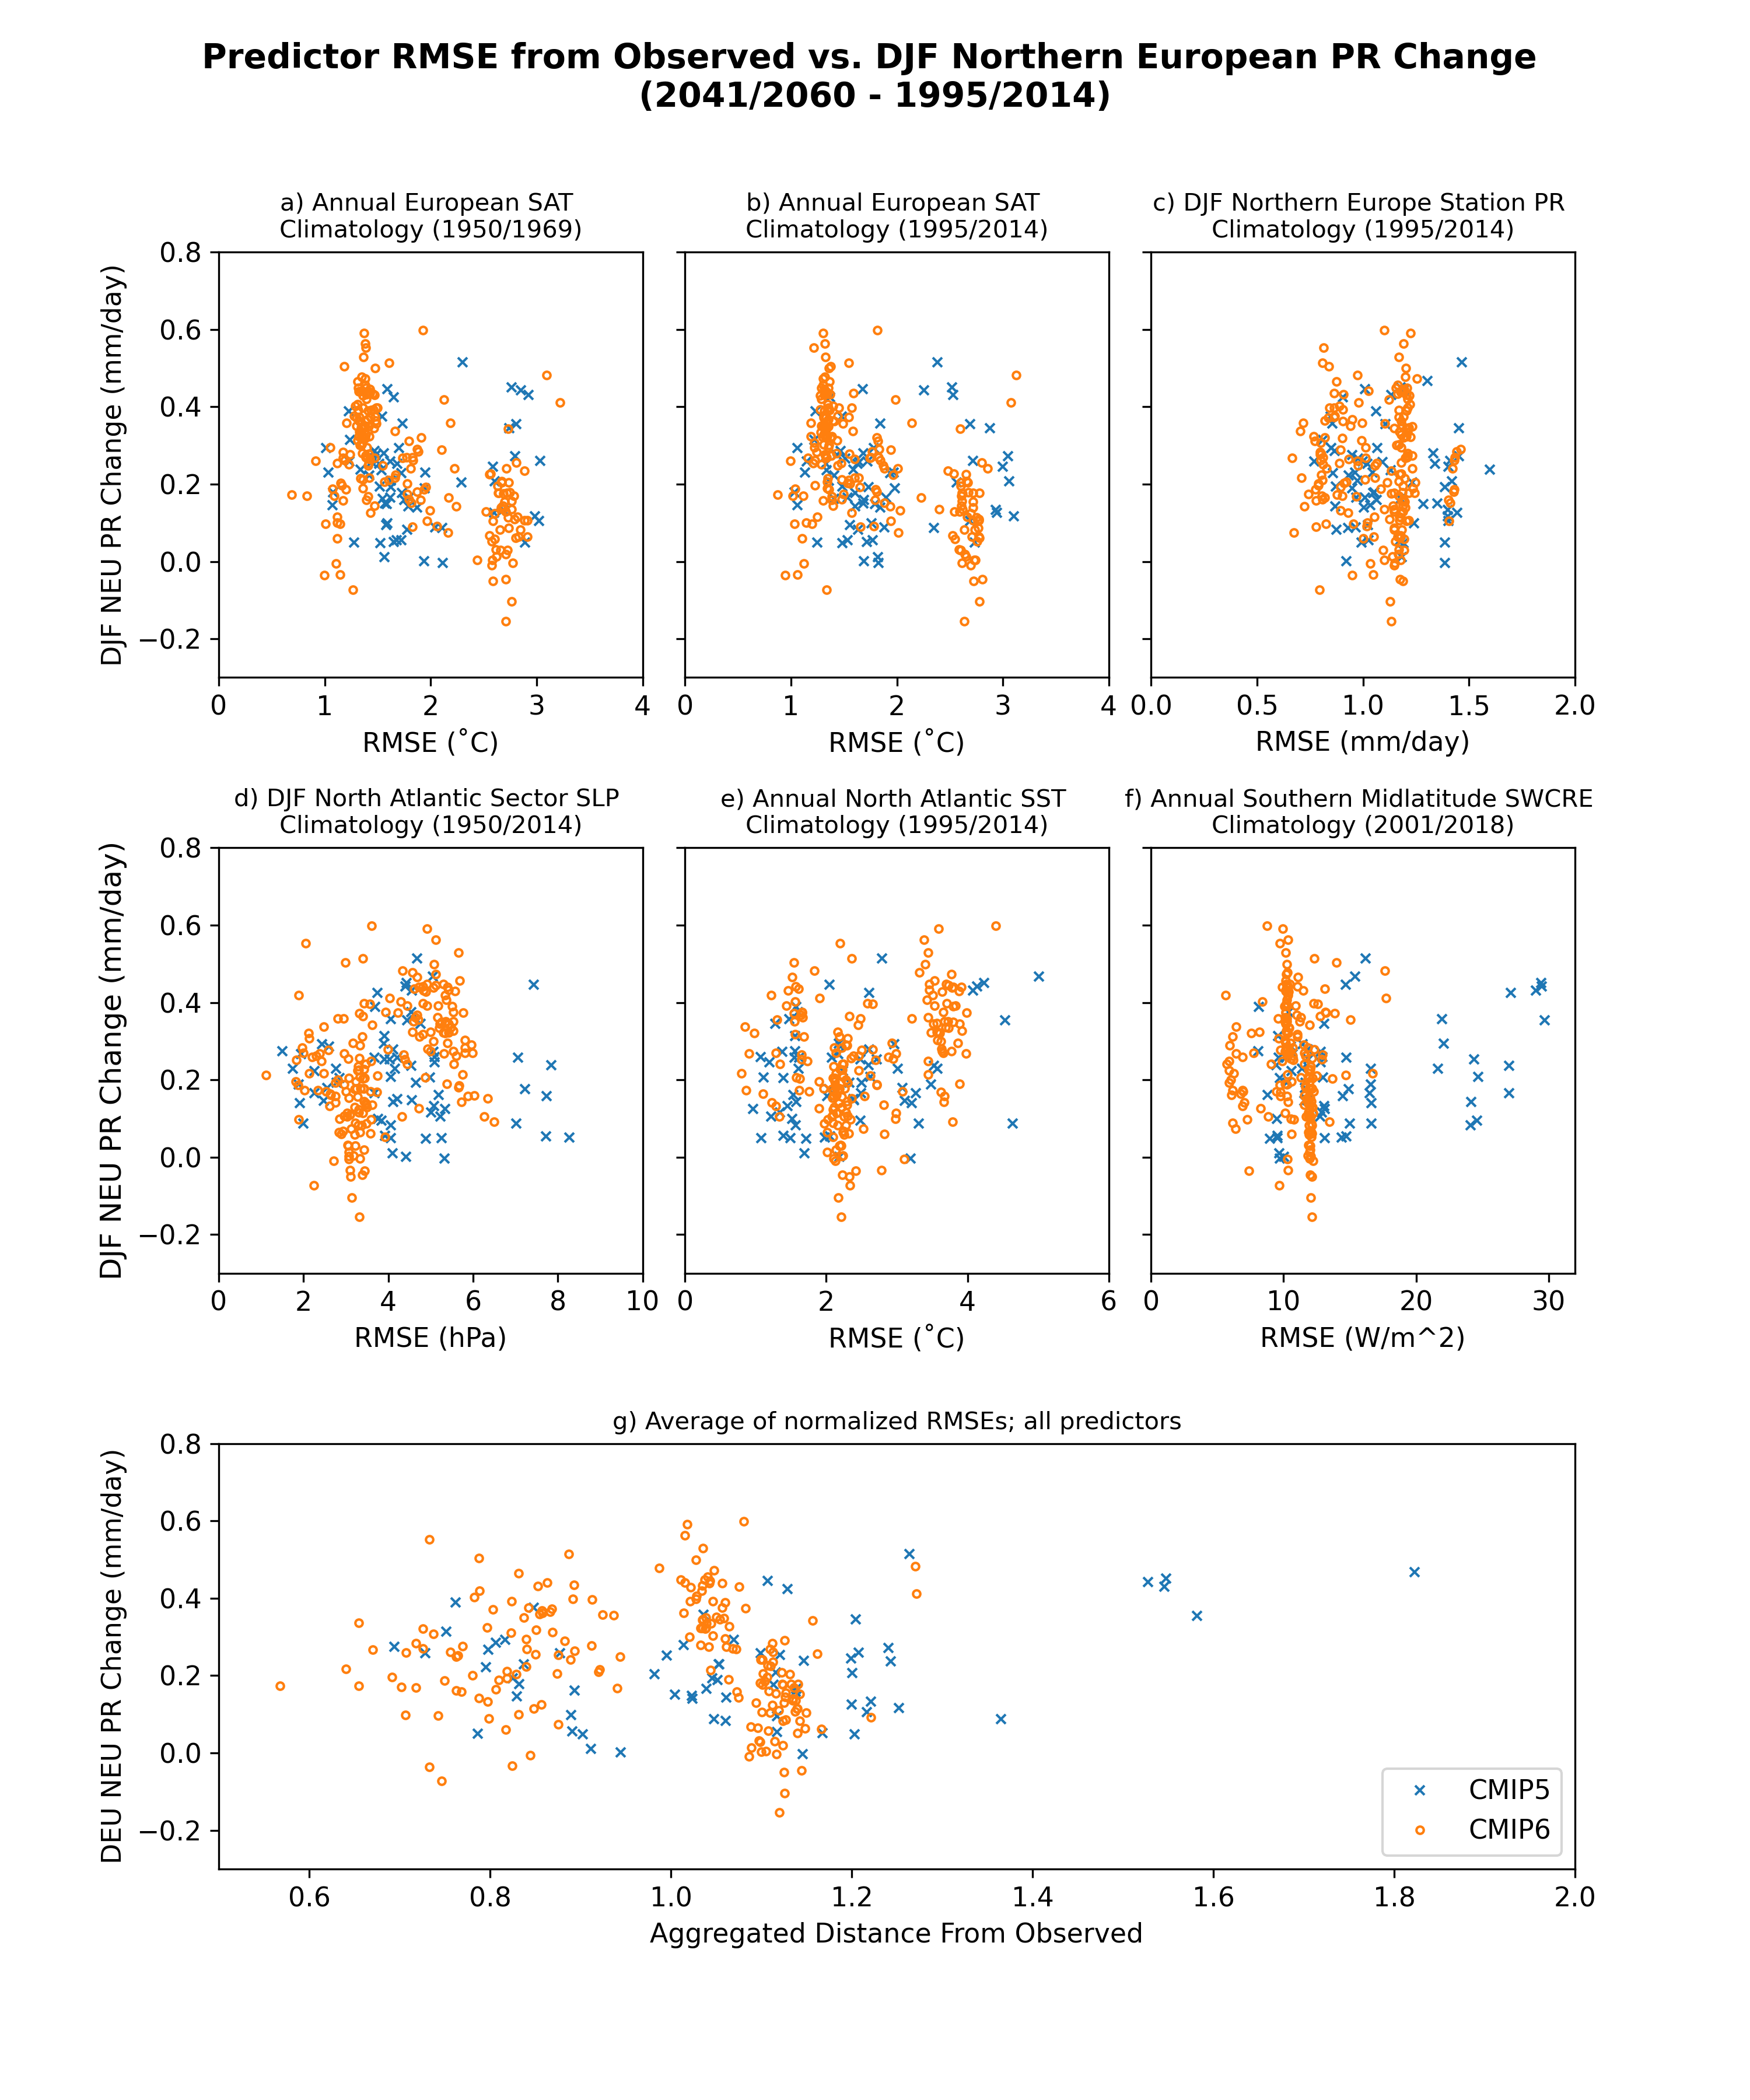 Predictor RMSE from Observed vs. DJF Northern European PR Change
(2041/2060 - 1995/2014)
a) Annual European SAT
Climatology (1950/1969)
b) Annual European SAT
Climatology (1995/2014)
c) DJF Northern Europe Station PR
Climatology (1995/2014)
DJF NEU PR Change (mm/day)
0.8
0.6
0.4
0.2
0.0
−0.2
0 1 2 3 4
0 1 2 3 4
0.0 0.5 1.0 1.5 2.0
RMSE (˚C)
RMSE (˚C)
RMSE (mm/day)
d) DJF North Atlantic Sector SLP
Climatology (1950/2014)
e) Annual North Atlantic SST
Climatology (1995/2014)
f) Annual Southern Midlatitude SWCRE
Climatology (2001/2018)
DJF NEU PR Change (mm/day)
0.8
0.6
0.4
0.2
0.0
−0.2
0 2 4 6 8 10
0 2 4 6
0 10 20 30
RMSE (hPa)
RMSE (˚C)
RMSE (W/m^2)
g) Average of normalized RMSEs; all predictors
DEU NEU PR Change (mm/day)
0.8
0.6
0.4
0.2
0.0
−0.2
CMIP5
CMIP6
0.6 0.8 1.0 1.2 1.4 1.6 1.8 2.0
Aggregated Distance From Observed